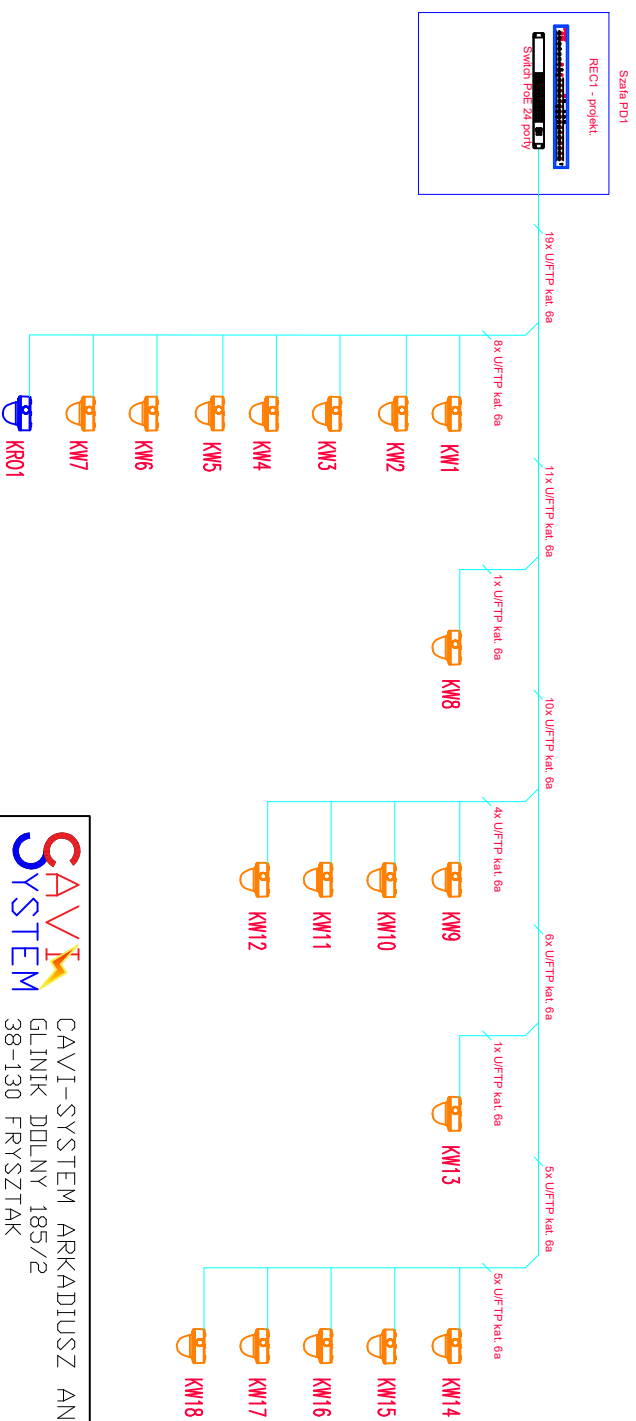 Szafa PD1
REC1 - projekt.
Switch PoE 24 porty
19x U/FTP kat. 6a
8x U/FTP kat. 6a
KW1
KW2
KW3
KW4
KW5
KW6
KW7
KR01
11x U/FTP kat. 6a
1x U/FTP kat. 6a
KW8
10x U/FTP kat. 6a
4x U/FTP kat. 6a
KW9
KW10
KW11
KW12
6x U/FTP kat. 6a
1x U/FTP kat. 6a
KW13
5x U/FTP kat. 6a
5x U/FTP kat. 6a
KW14
KW15
KW16
KW17
KW18
CAVI
SYSTEM
CAVI-SYSTEM ARKADIUSZ AN
GLINIK DOLNY 185/2
38-130 FRYSZTAK